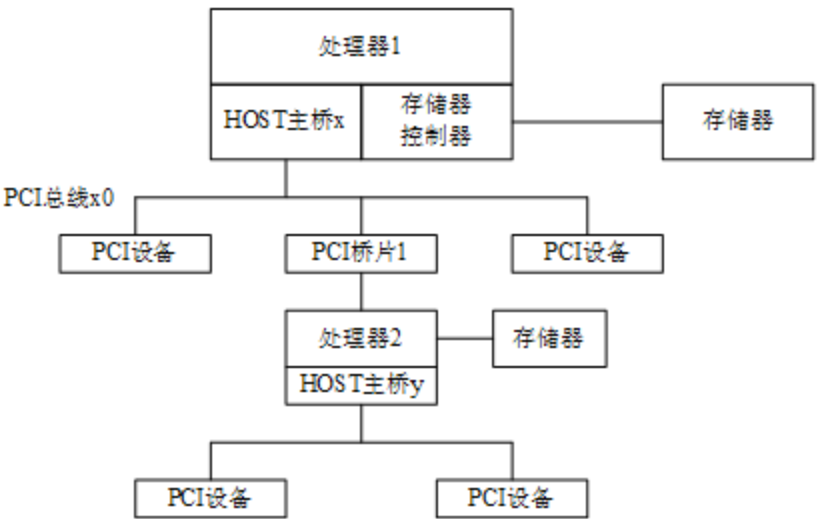 处理器1
HOST主桥x
存储器
控制器
存储器
PCI总线x0
PCI设备
PCI桥片1
PCI设备
处理器2
存储器
HOST主桥y
PCI设备
PCI设备